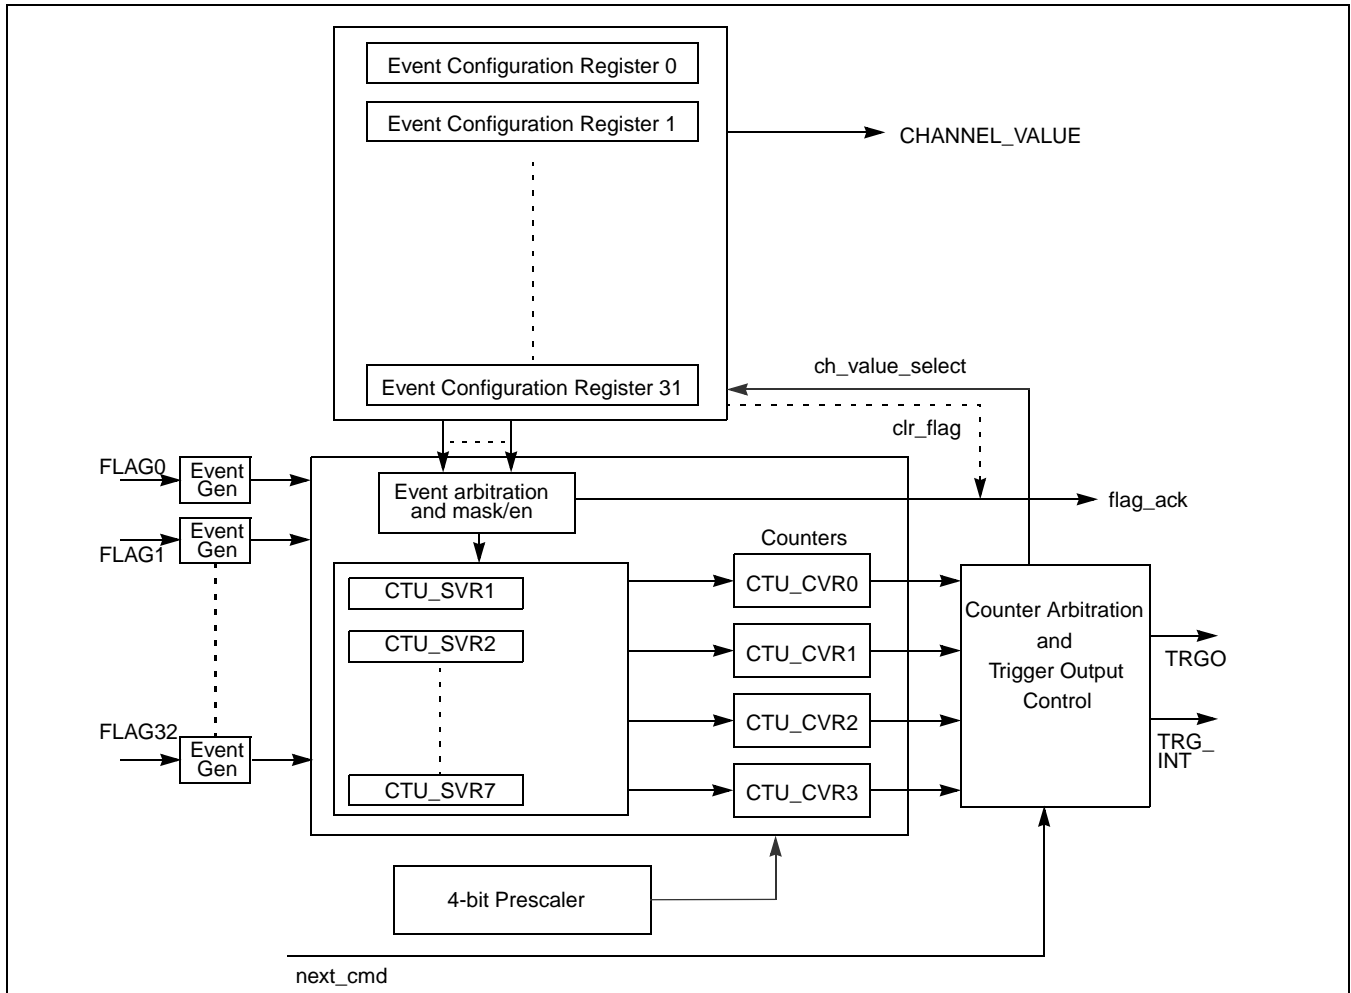 Event Configuration Register 0
Event Configuration Register 1
CHANNEL_VALUE
Event Configuration Register 31
ch_value_select
clr_flag
FLAG0
Event
Gen
Event arbitration
and mask/en
flag_ack
FLAG1
Event
Gen
Counters
CTU_SVR1
CTU_CVR0
CTU_SVR2
CTU_CVR1
Counter Arbitration
and
Trigger Output
Control
TRGO
CTU_CVR2
FLAG32
Event
Gen
TRG_
INT
CTU_SVR7
CTU_CVR3
4-bit Prescaler
next_cmd